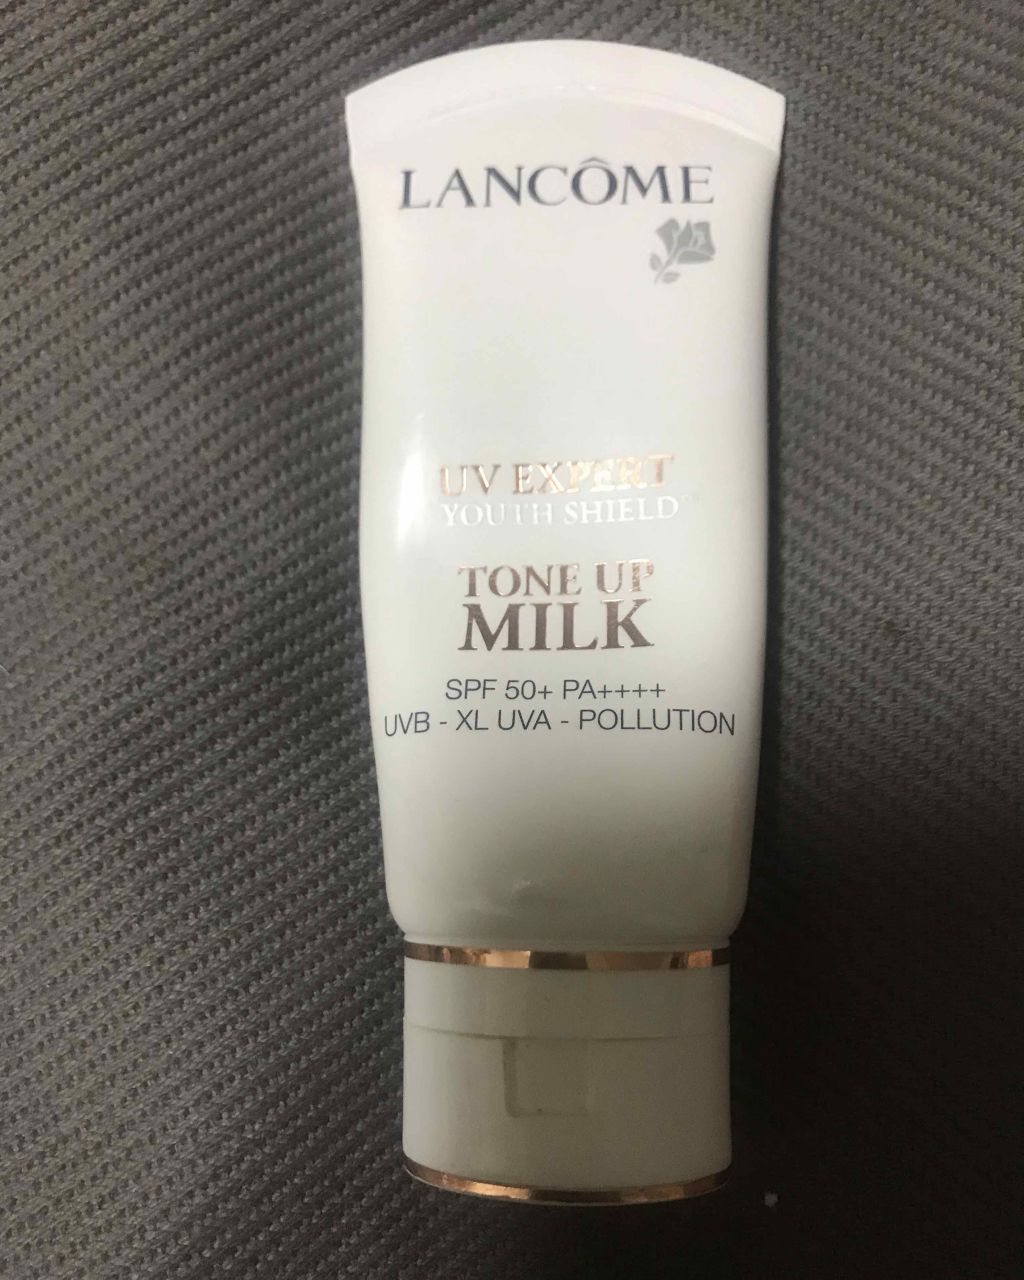 LANCÔME
UV EXPERT
YOUTH SHIELD
TONE UP
MILK
SPF 50+ PA++++
UVB - XL UVA - POLLUTION